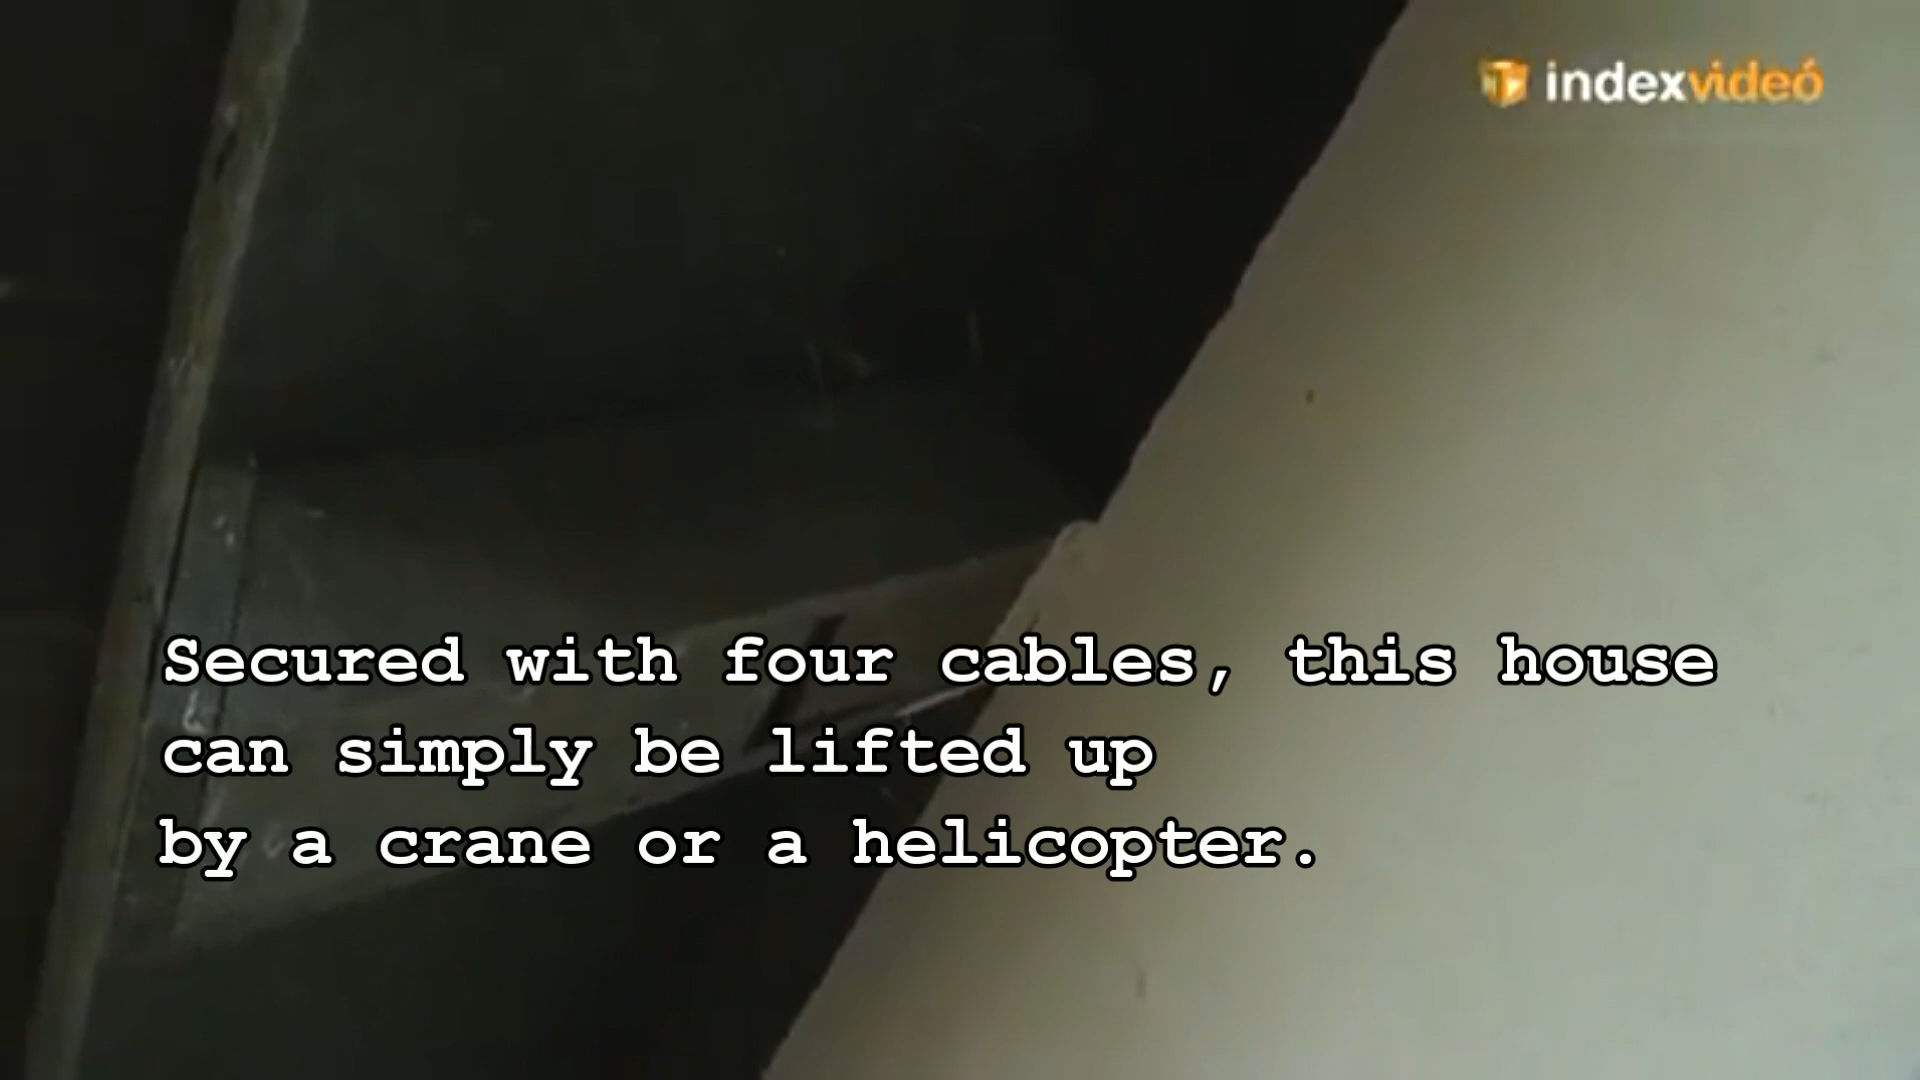 indexvideó
Secured with four cables, this house
can simply be lifted up
by a crane or a helicopter.